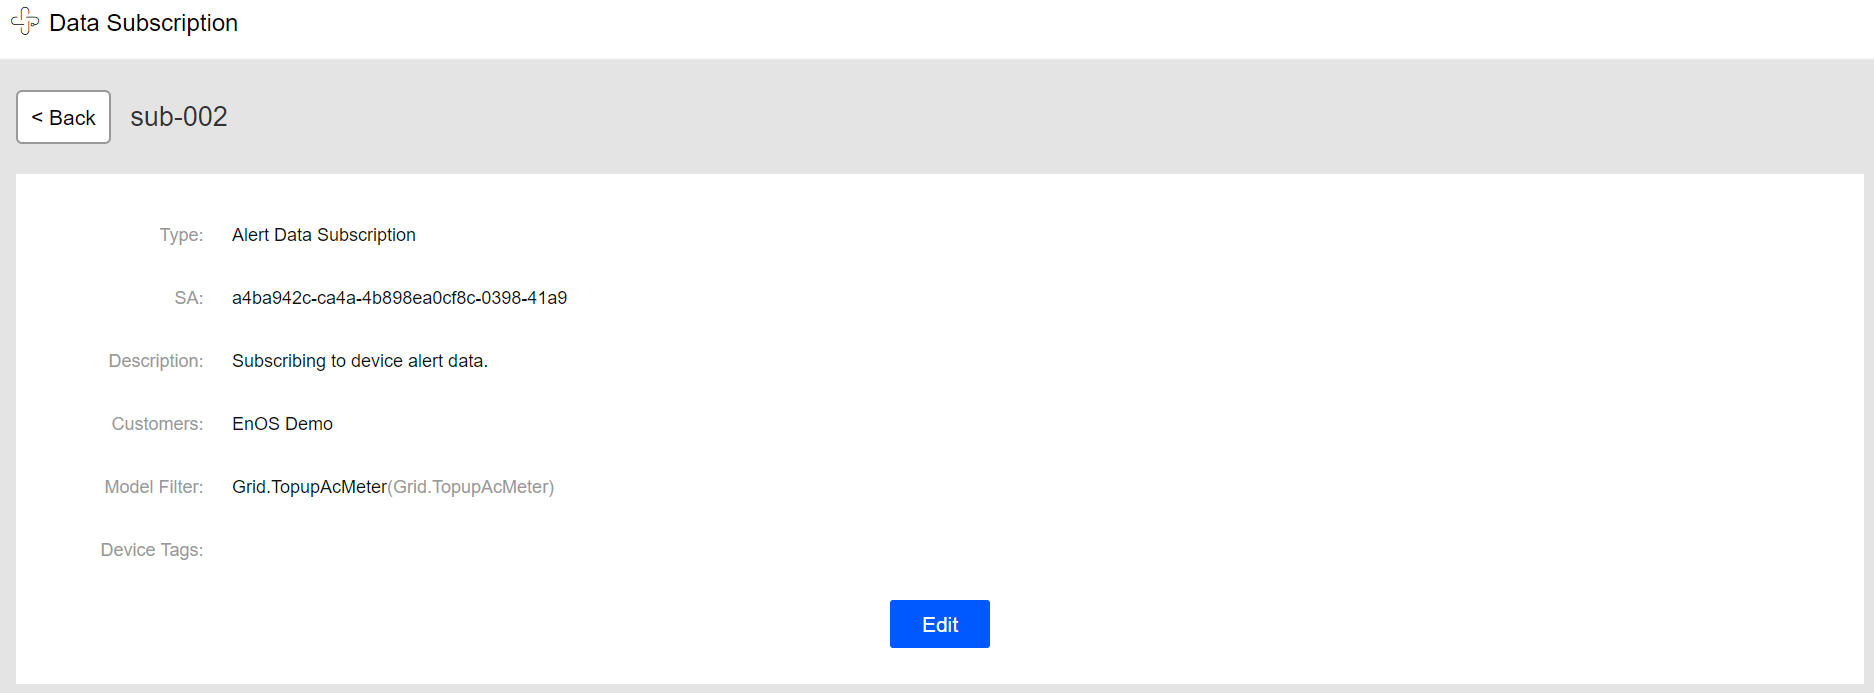 Data Subscription
< Back sub-002
Type: Alert Data Subscription
SA: a4ba942c-ca4a-4b898ea0cf8c-0398-41a9
Description: Subscribing to device alert data.
Customers: EnOS Demo
Model Filter: Grid.TopupAcMeter(Grid.TopupAcMeter)
Device Tags:
Edit